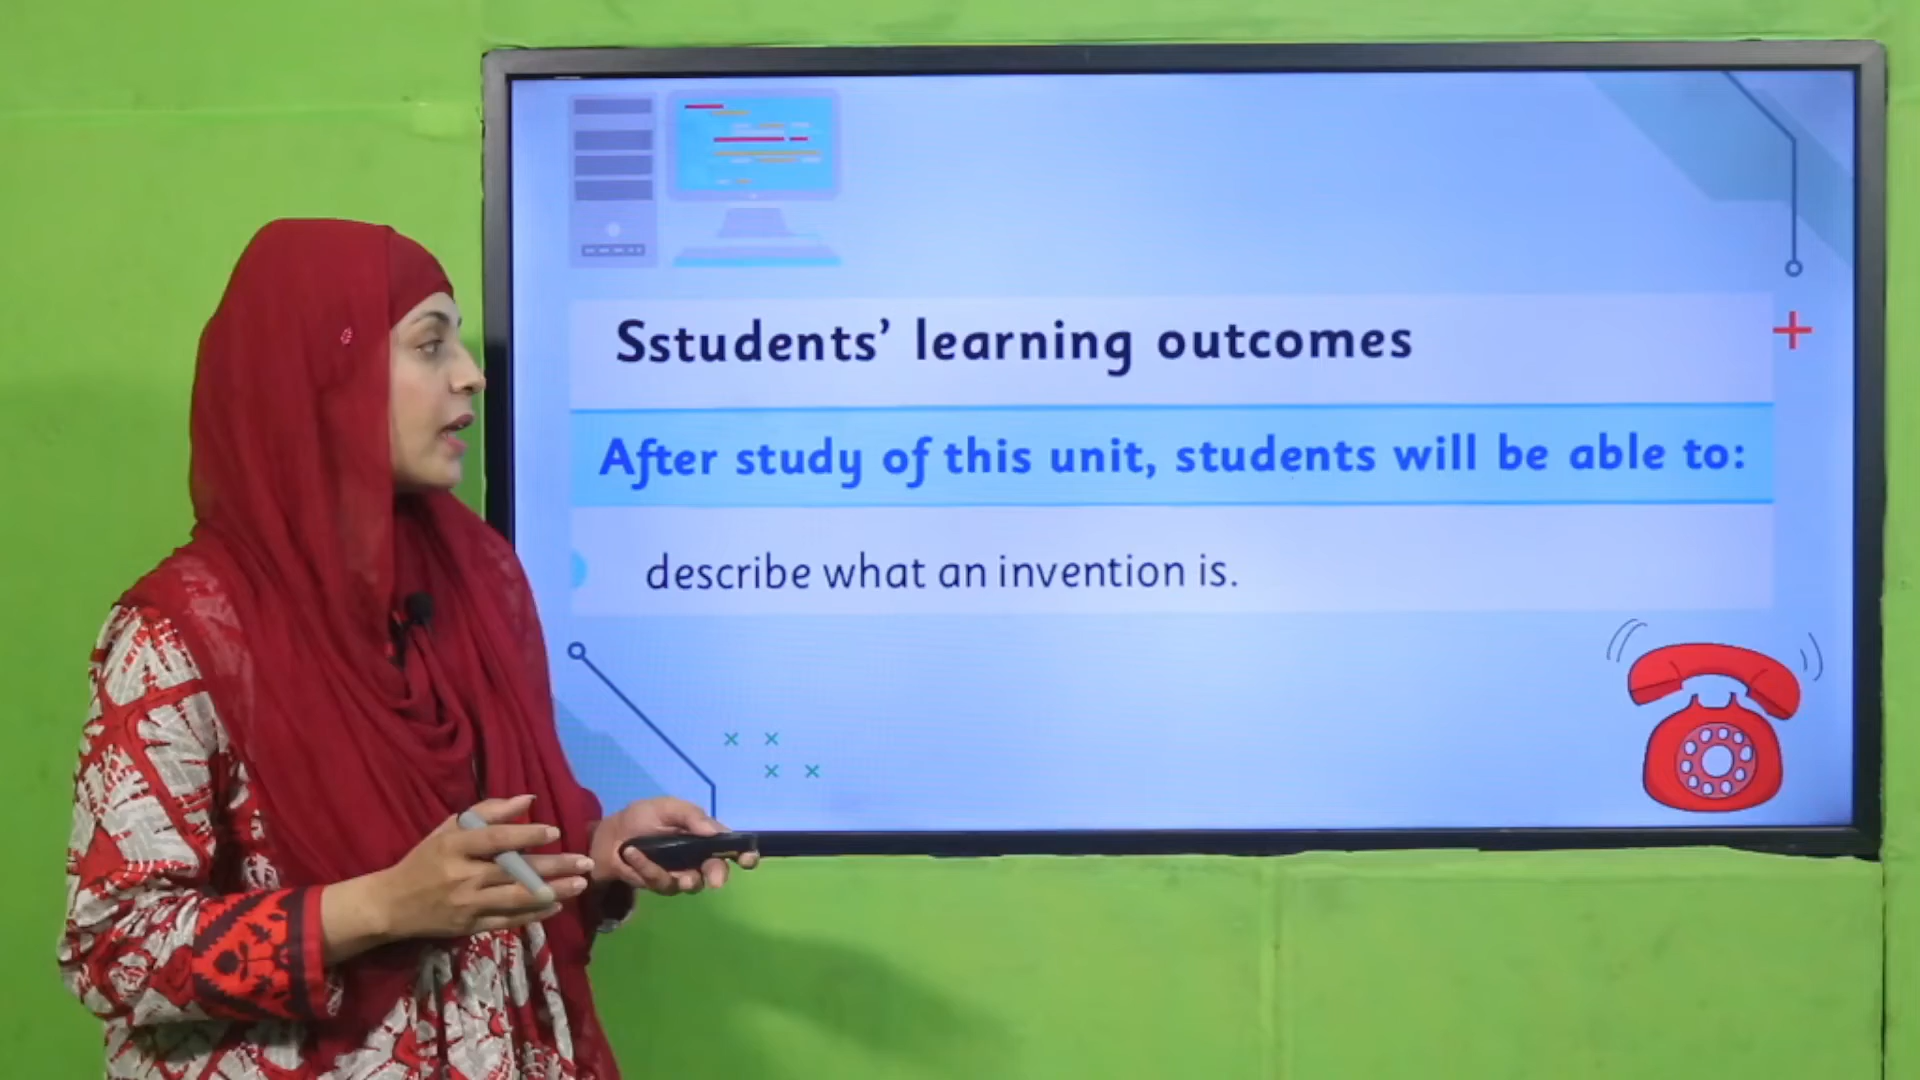 Sstudents’ learning outcomes
After study of this unit, students will be able to:
describe what an invention is.